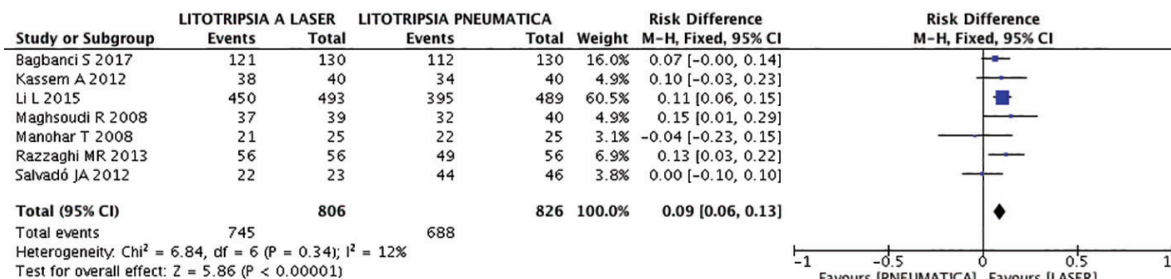 LITOTRIPSIA A LASER LITOTRIPSIA PNEUMATICA Risk Difference Risk Difference
Study or Subgroup Events Total Events Total Weight M-H, Fixed, 95% CI M-H, Fixed, 95% CI
Bagbanci S 2017 121 130 112 130 16.0% 0.07 [-0.00, 0.14]
Kassem A 2012 38 40 34 40 4.9% 0.10 [-0.03, 0.23]
Li L 2015 450 493 395 489 60.5% 0.11 [0.06, 0.15]
Maghsoudi R 2008 37 39 32 40 4.9% 0.15 [0.01, 0.29]
Manohar T 2008 21 25 22 25 3.1% -0.04 [-0.23, 0.15]
Razzaghi MR 2013 56 56 49 56 6.9% 0.13 [0.03, 0.22]
Salvadó JA 2012 22 23 44 46 3.8% 0.00 [-0.10, 0.10]
Total (95% CI) 806 826 100.0% 0.09 [0.06, 0.13]
Total events 745 688
Heterogeneity: Chi² = 6.84, df = 6 (P = 0.34); I² = 12%
Test for overall effect: Z = 5.86 (P < 0.00001)
-1 -0.5 0 0.5 1
Favours [PNEUMATICA] Favours [LASER]